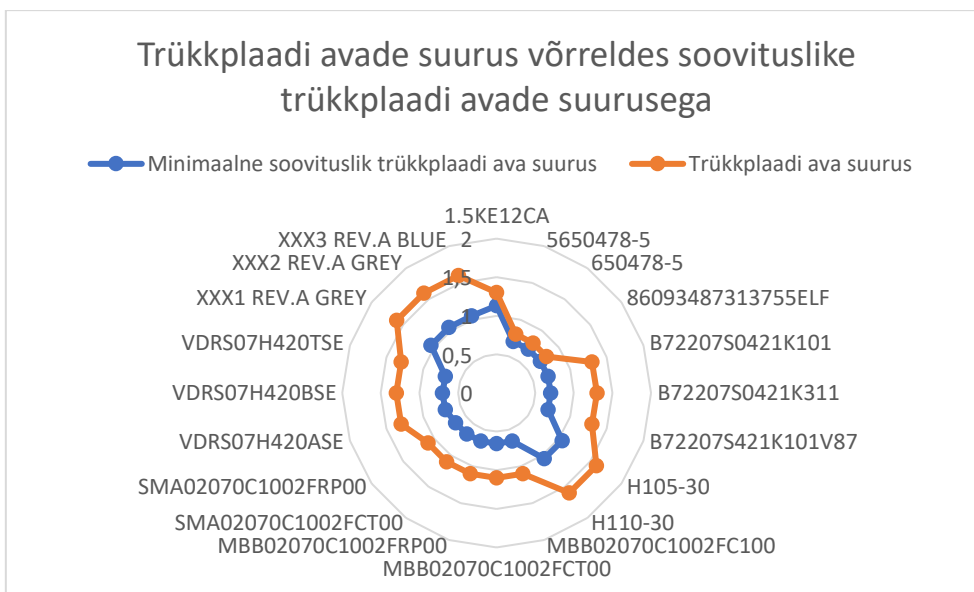 Trükkplaadi avade suurus võrreldes soovituslike
trükkplaadi avade suurusega
Minimaalne soovituslik trükkplaadi ava suurus
Trükkplaadi ava suurus
1.5KE12CA
5650478-5
650478-5
86093487313755ELF
B72207S0421K101
B72207S0421K311
B72207S421K101V87
H105-30
H110-30
MBB02070C1002FC100
MBB02070C1002FCT00
MBB02070C1002FRP00
SMA02070C1002FCT00
SMA02070C1002FRP00
VDRS07H420ASE
VDRS07H420BSE
VDRS07H420TSE
XXX1 REV.A GREY
XXX2 REV.A GREY
XXX3 REV.A BLUE
2
1,5
1
0,5
0